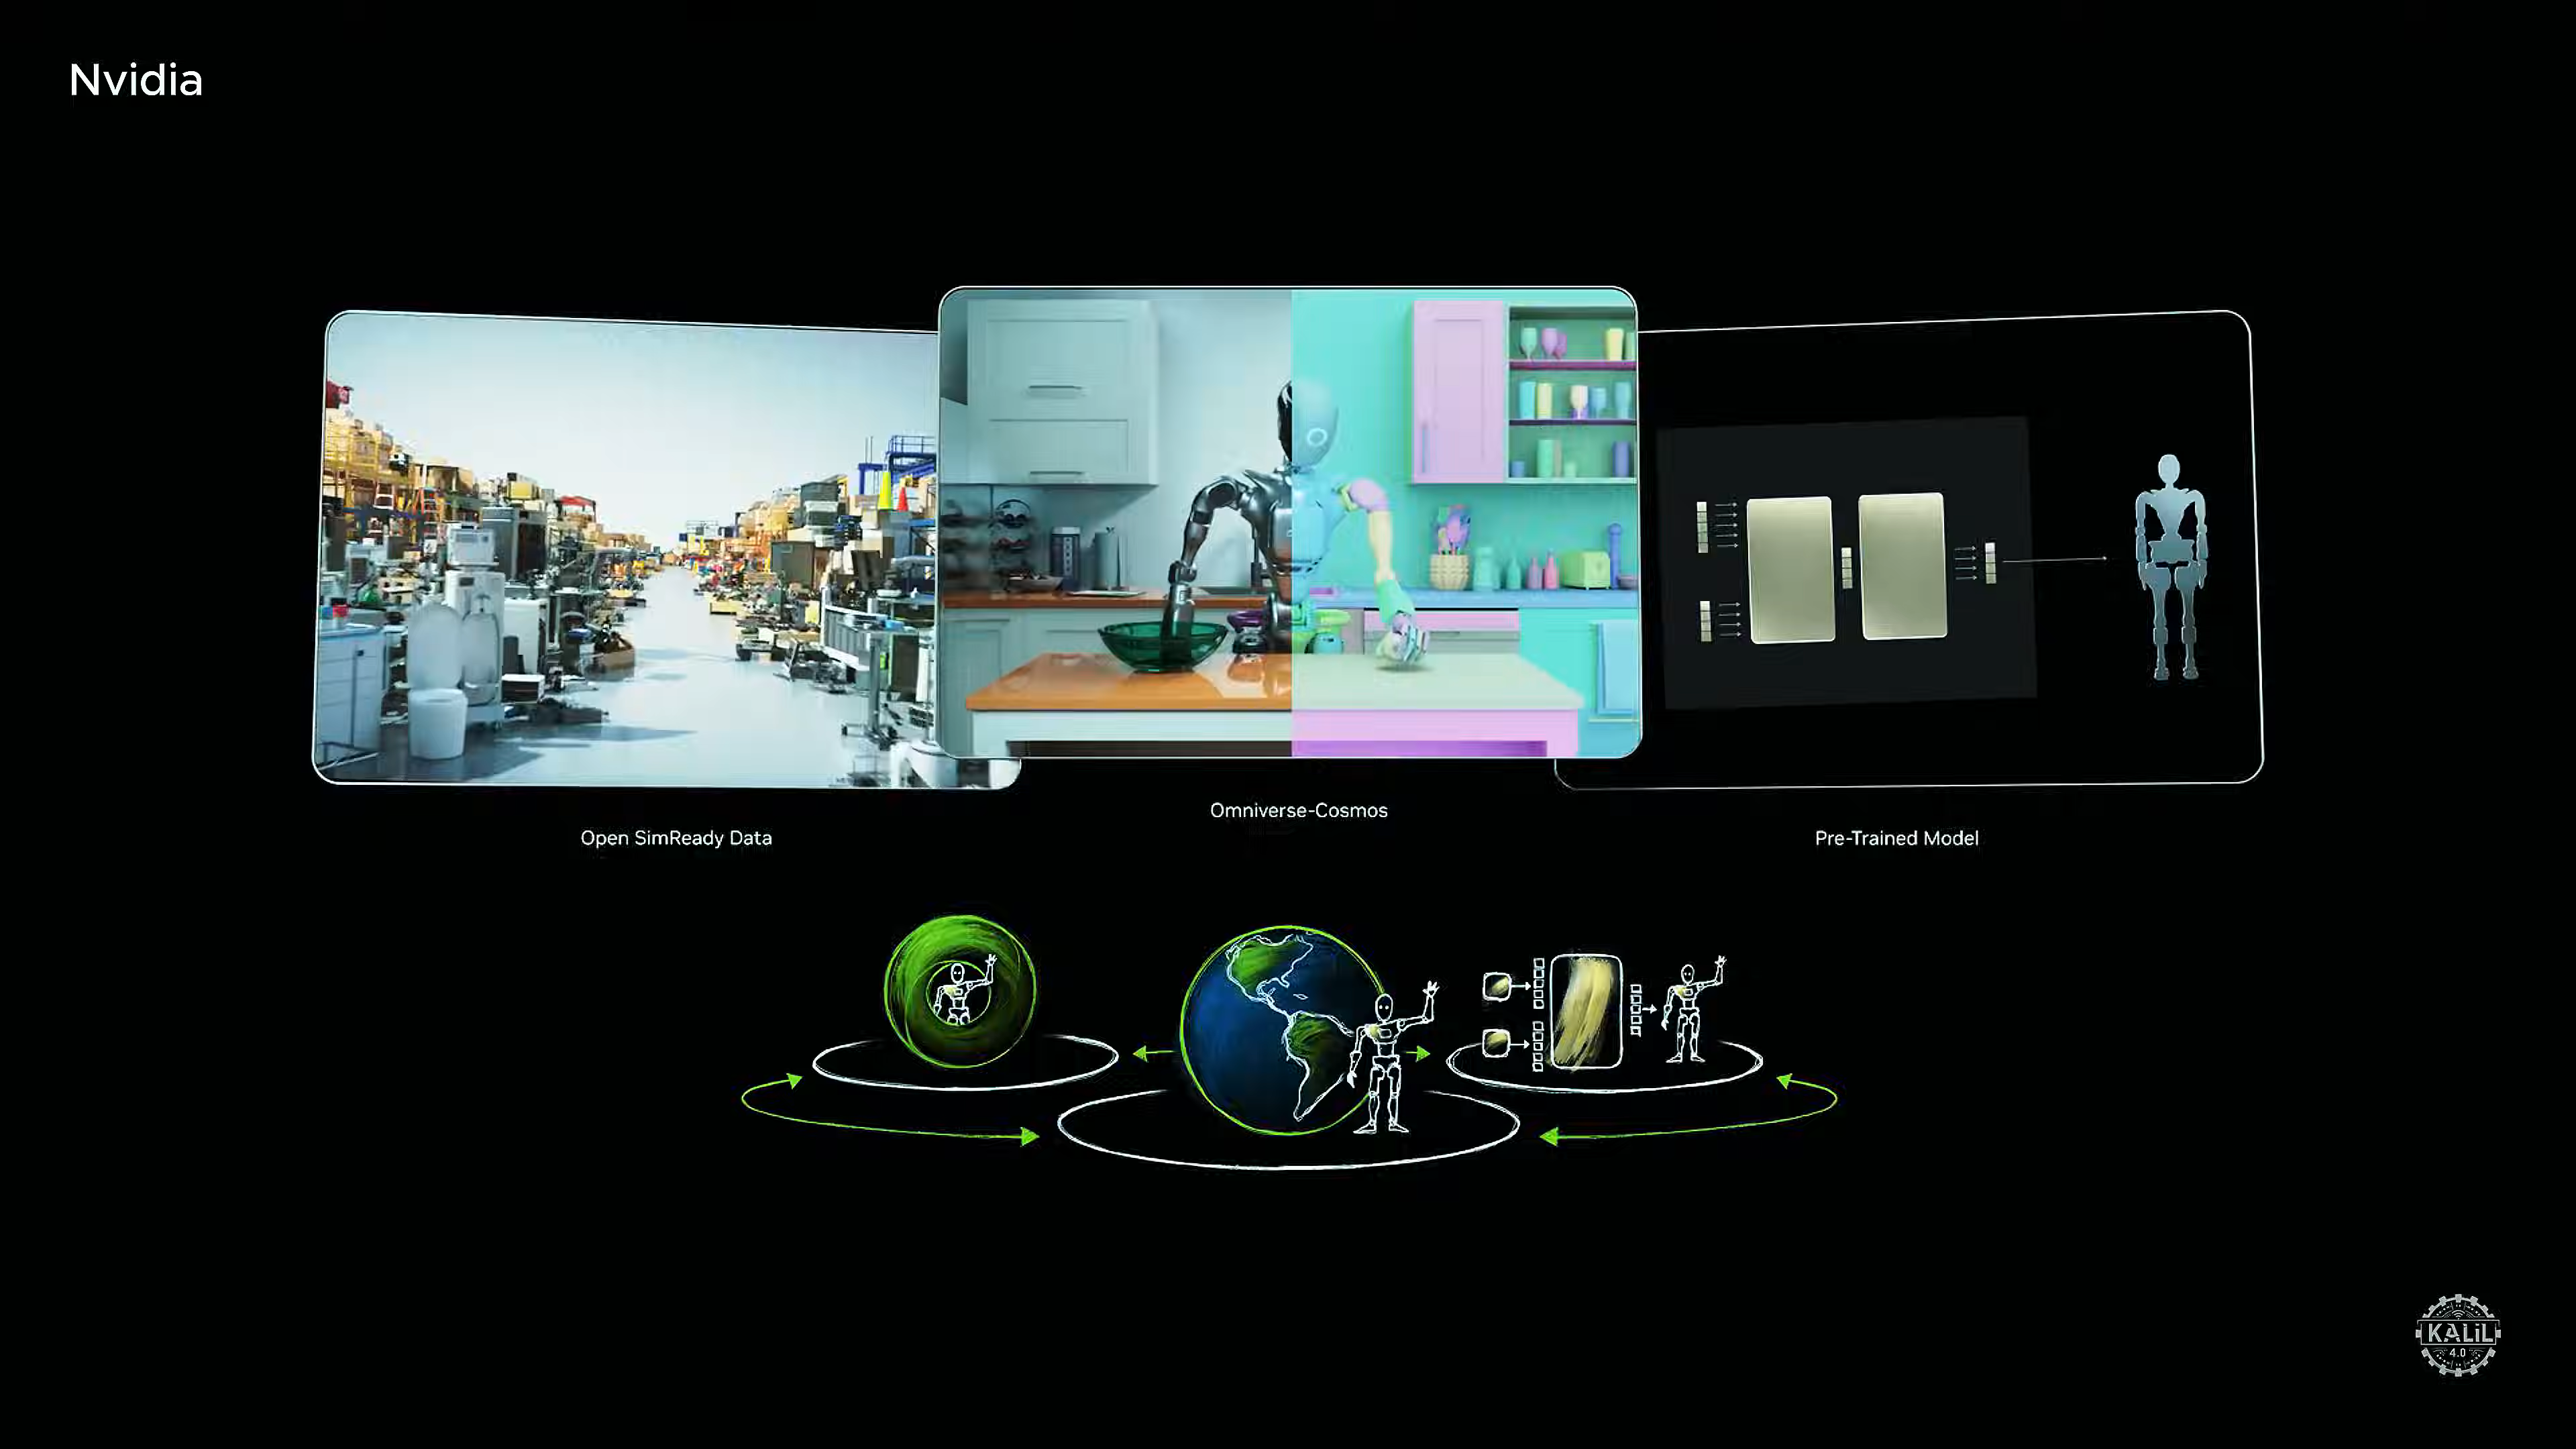 Nvidia
Omniverse-Cosmos
Open SimReady Data
Pre-Trained Model
KALiL
4.0